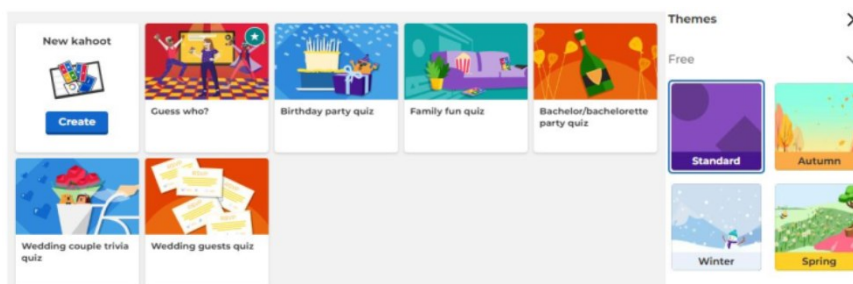 New kahoot
Create
Guess who?
Birthday party quiz
Family fun quiz
Bachelor/bachelorette
party quiz
Wedding couple trivia
quiz
Wedding guests quiz
Themes
Free
Standard
Autumn
Winter
Spring